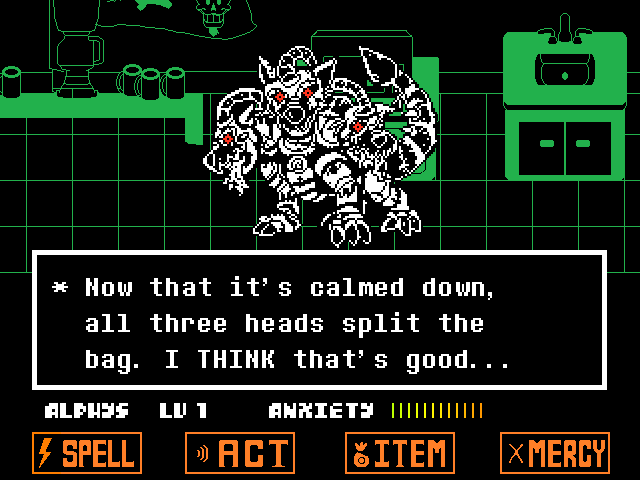 * Now that it's calmed down,
all three heads split the
bag. I THINK that's good...
ALPHYS LV 1 ANXIETY
SPELL ACT ITEM MERCY